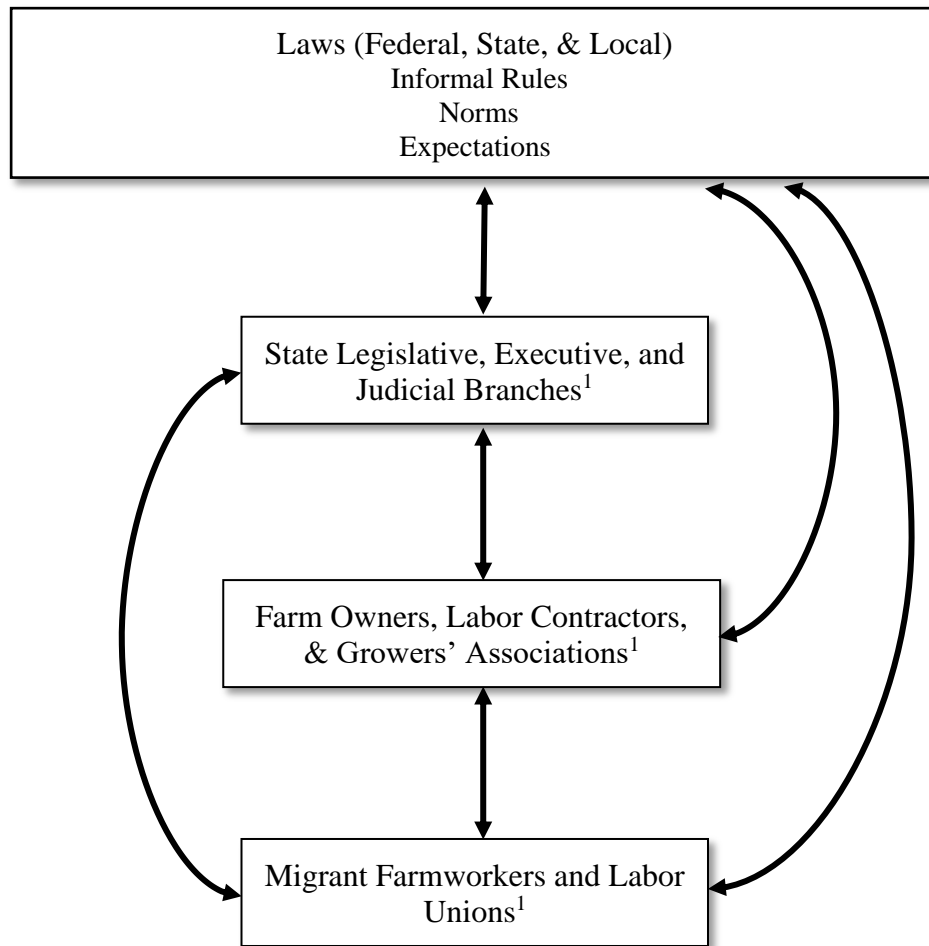 Laws (Federal, State, & Local)
Informal Rules
Norms
Expectations
State Legislative, Executive, and
Judicial Branches¹
Farm Owners, Labor Contractors,
& Growers’ Associations¹
Migrant Farmworkers and Labor
Unions¹